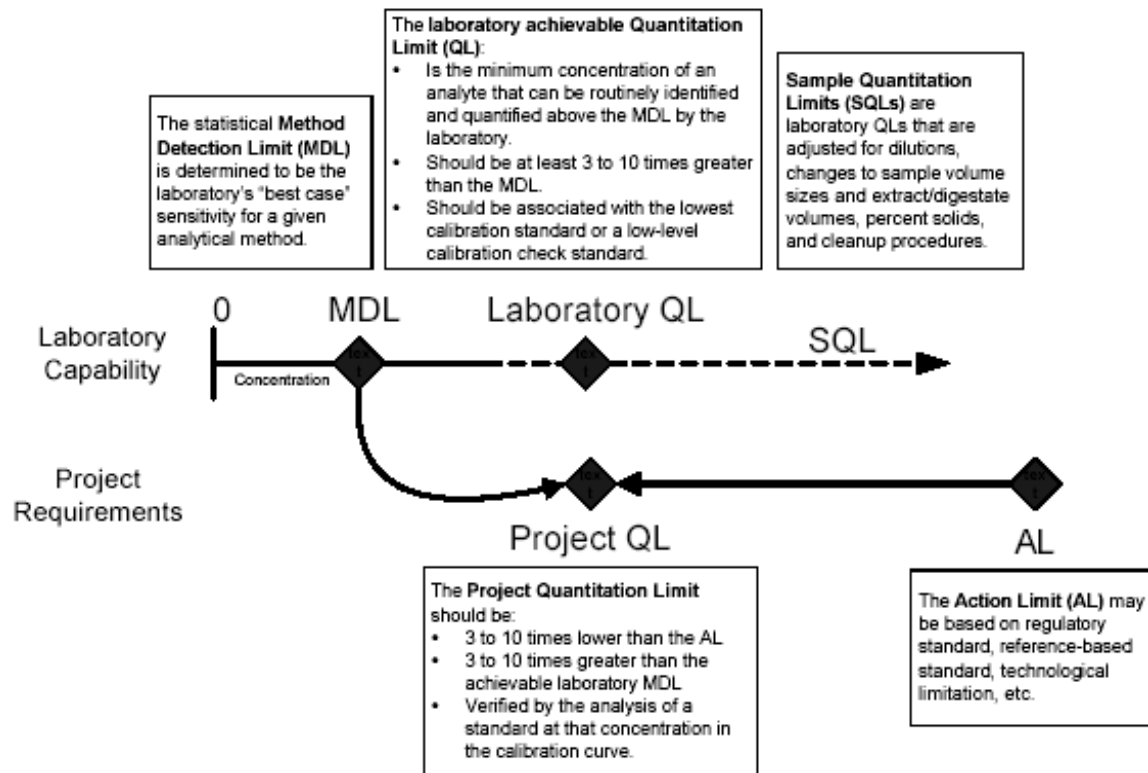 The statistical Method
Detection Limit (MDL)
is determined to be the
laboratory's "best case"
sensitivity for a given
analytical method.
The laboratory achievable Quantitation
Limit (QL):
• Is the minimum concentration of an
analyte that can be routinely identified
and quantified above the MDL by the
laboratory.
• Should be at least 3 to 10 times greater
than the MDL.
• Should be associated with the lowest
calibration standard or a low-level
calibration check standard.
Sample Quantitation
Limits (SQLs) are
laboratory QLs that are
adjusted for dilutions,
changes to sample volume
sizes and extract/digestate
volumes, percent solids,
and cleanup procedures.
0
MDL
Laboratory QL
SQL
Laboratory
Capability
Concentration
tex
t
tex
t
Project
Requirements
tex
t
tex
t
Project QL
AL
The Project Quantitation Limit
should be:
• 3 to 10 times lower than the AL
• 3 to 10 times greater than the
achievable laboratory MDL
• Verified by the analysis of a
standard at that concentration in
the calibration curve.
The Action Limit (AL) may
be based on regulatory
standard, reference-based
standard, technological
limitation, etc.